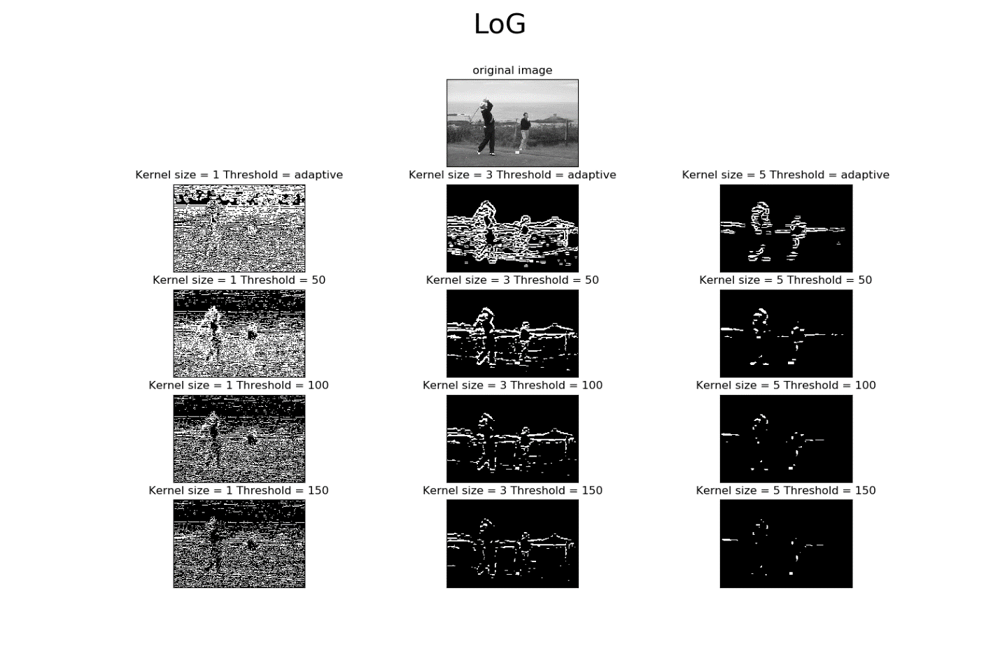 LoG
original image
Kernel size = 1 Threshold = adaptive
Kernel size = 3 Threshold = adaptive
Kernel size = 5 Threshold = adaptive
Kernel size = 1 Threshold = 50
Kernel size = 3 Threshold = 50
Kernel size = 5 Threshold = 50
Kernel size = 1 Threshold = 100
Kernel size = 3 Threshold = 100
Kernel size = 5 Threshold = 100
Kernel size = 1 Threshold = 150
Kernel size = 3 Threshold = 150
Kernel size = 5 Threshold = 150